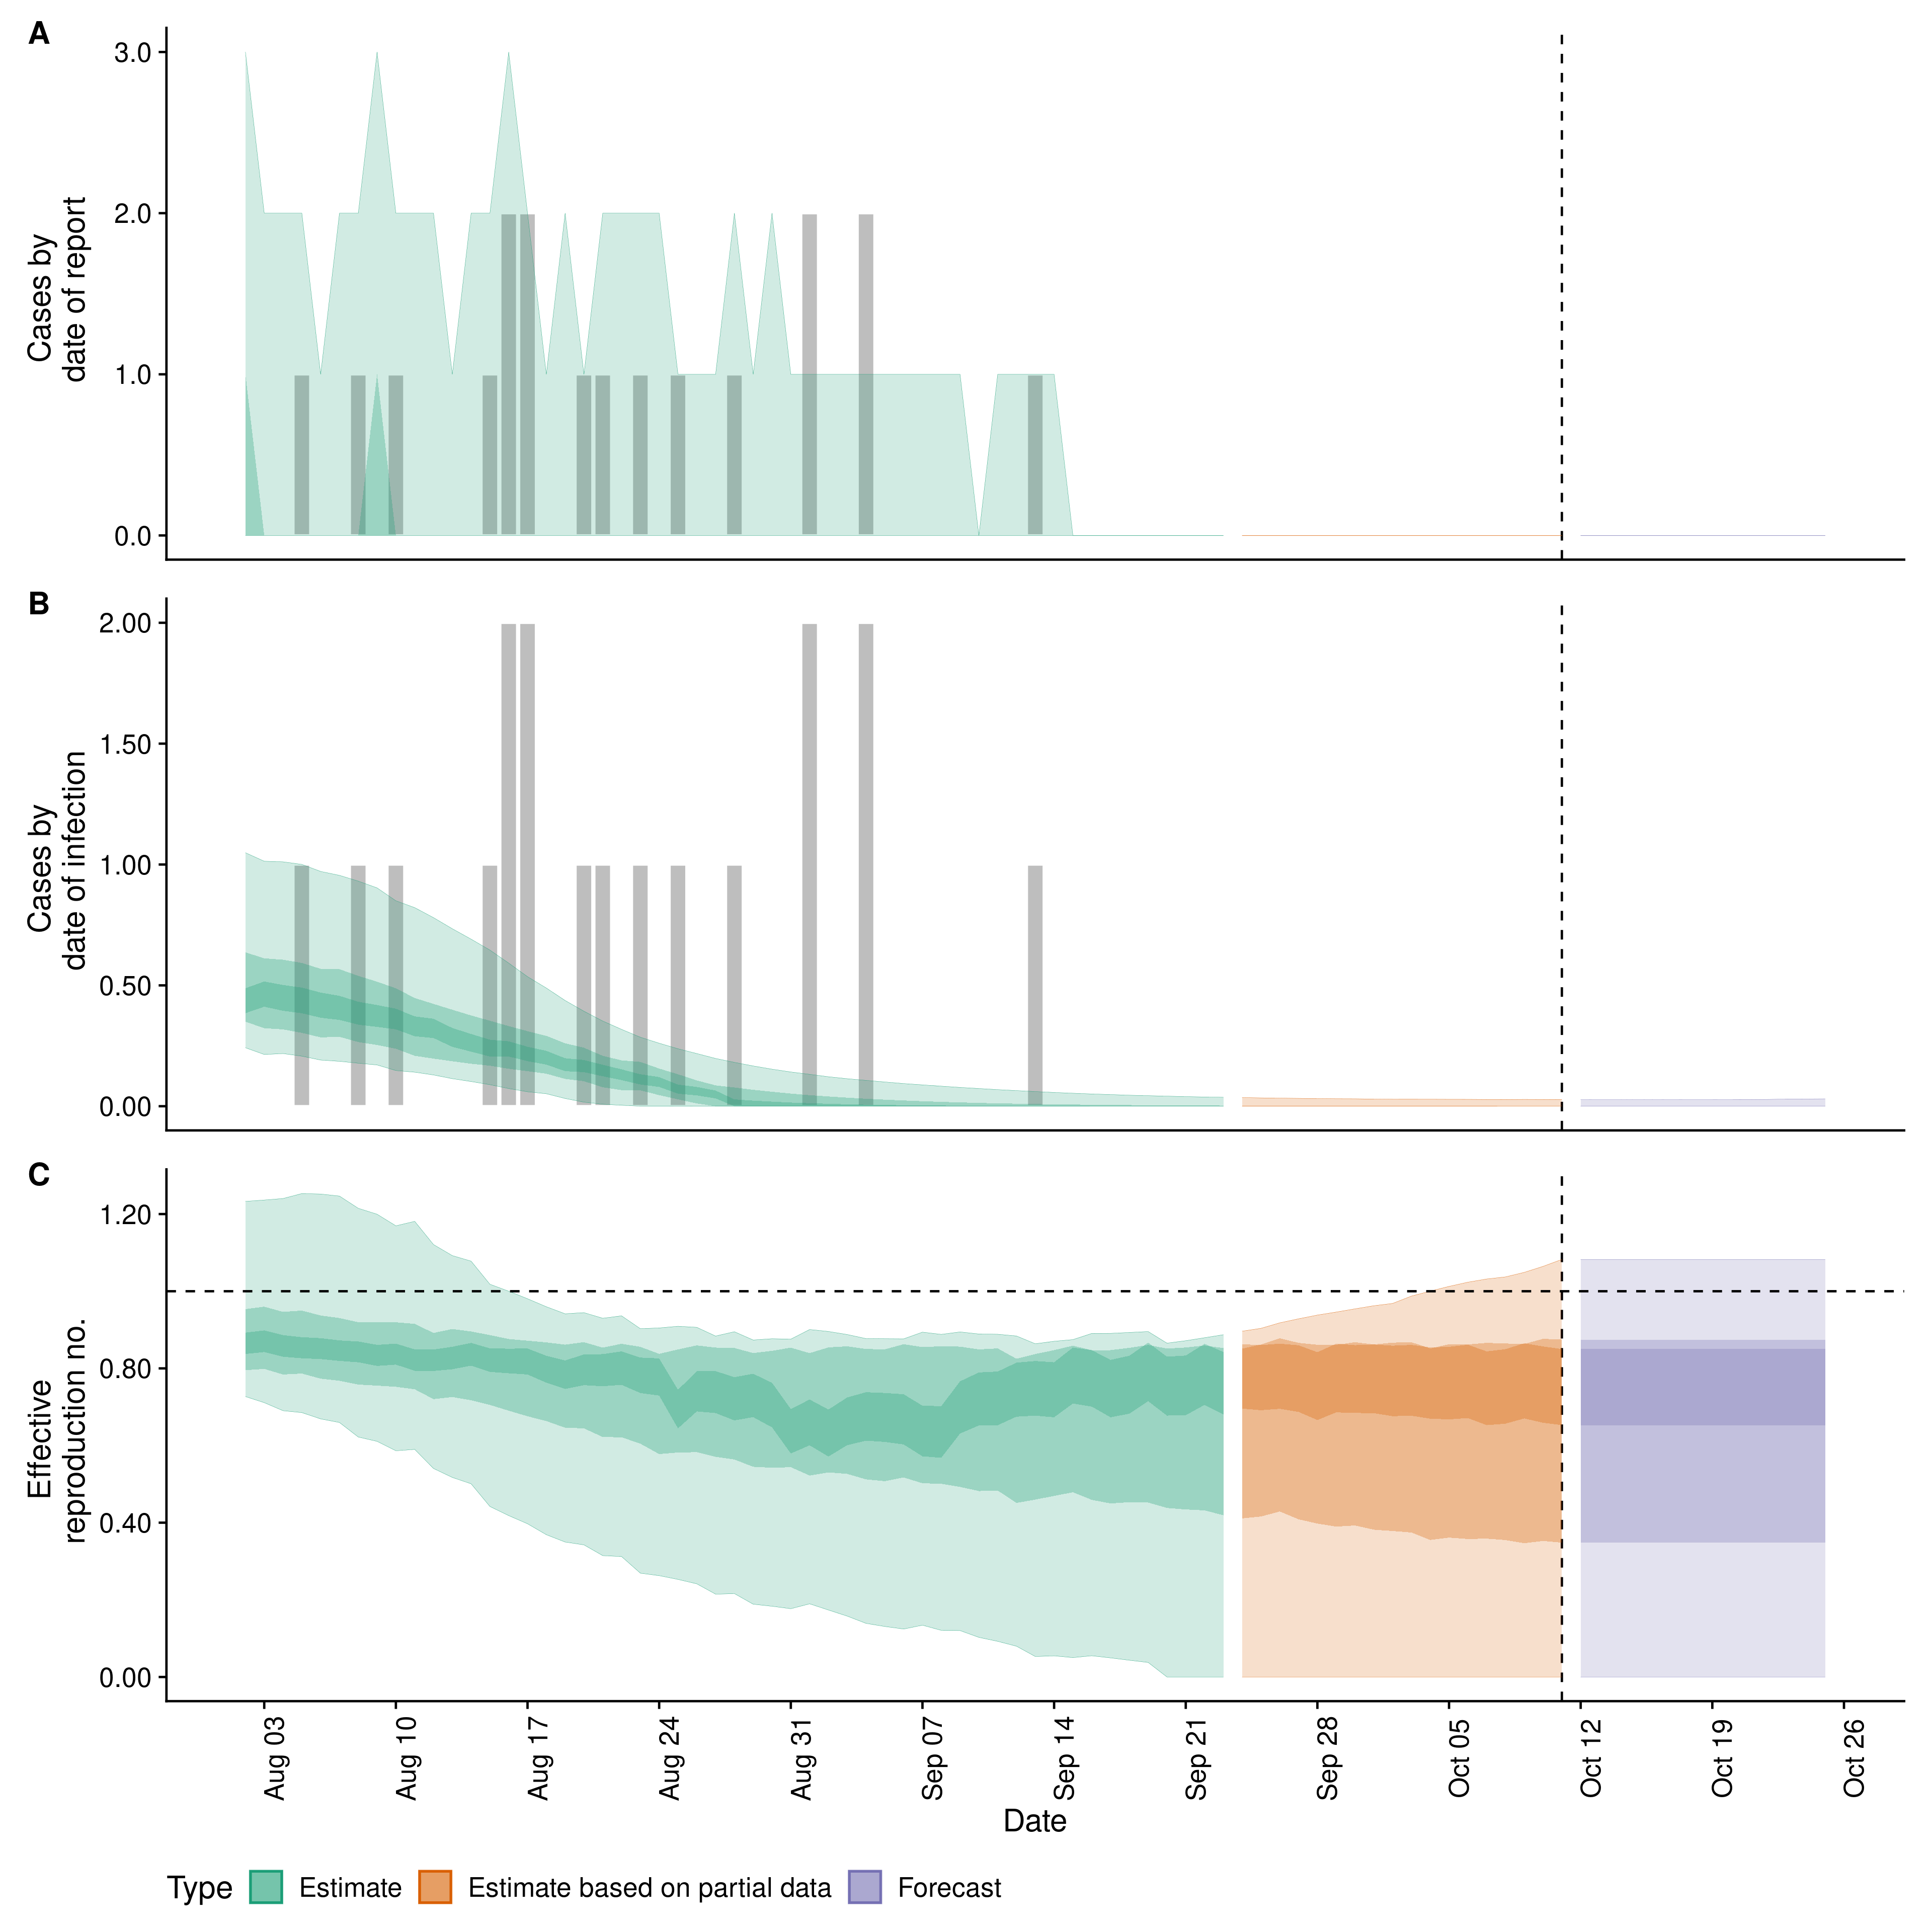 A
3.0
2.0
1.0
0.0
Cases by
date of report
B
2.00
1.50
1.00
0.50
0.00
Cases by
date of infection
C
1.20
0.80
0.40
0.00
Effective
reproduction no.
Aug 03
Aug 10
Aug 17
Aug 24
Aug 31
Sep 07
Sep 14
Sep 21
Sep 28
Oct 05
Oct 12
Oct 19
Oct 26
Date
Type Estimate Estimate based on partial data Forecast